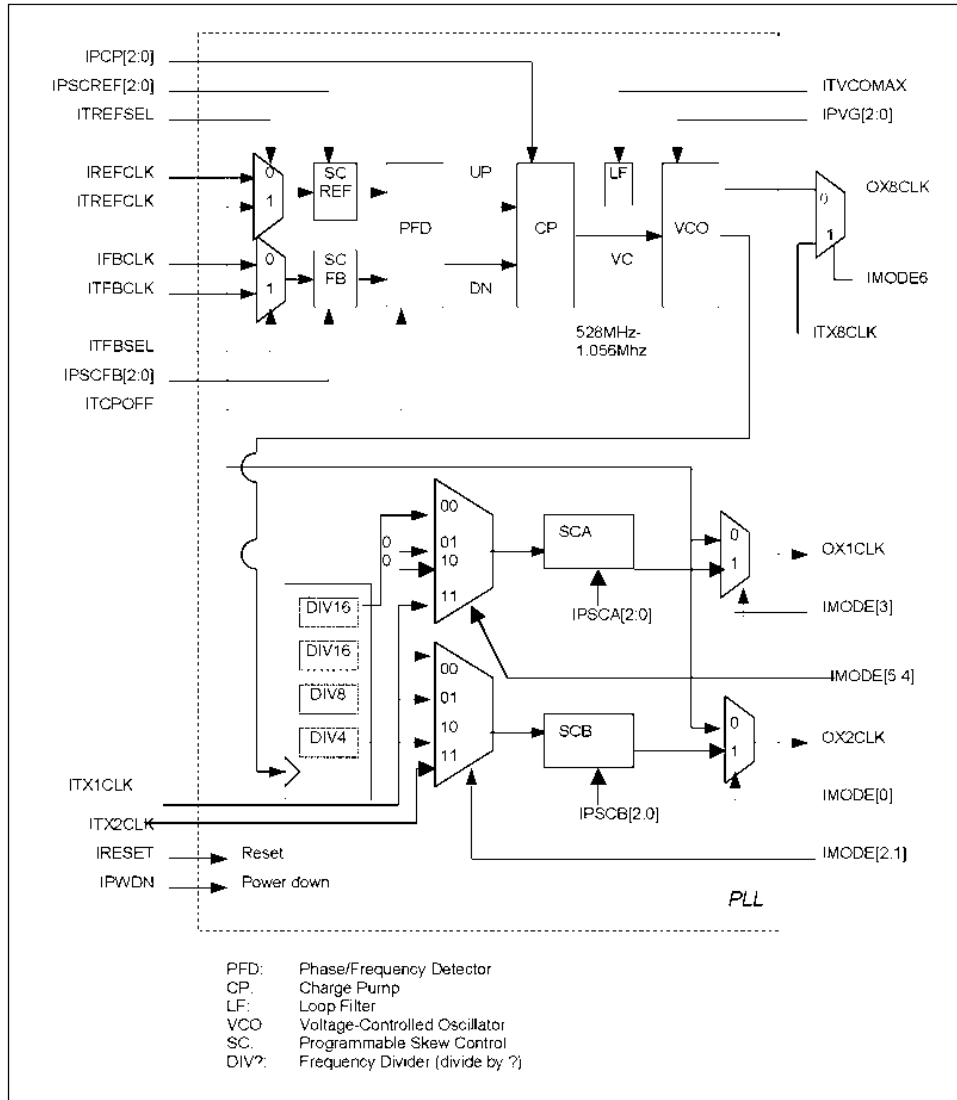 IPCP[2:0]
IPSCREF[2:0]
ITREFSEL
ITVCOMAX
IPVG[2:0]
IREFCLK
ITREFCLK
0
1
SC
REF
PFD
UP
CP
LF
VCO
OX8CLK
0
1
IFBCLK
ITFBCLK
0
1
SC
FB
DN
VC
IMODE6
ITX8CLK
528MHz-
1.056Mhz
ITFBSEL
IPSCFB[2:0]
ITCPOFF
00
01
10
11
0
0
SCA
IPSCA[2:0]
0
1
OX1CLK
IMODE[3]
DIV16
DIV16
DIV8
DIV4
IMODE[5 4]
00
01
10
11
SCB
IPSCB[2.0]
0
1
OX2CLK
IMODE[0]
ITX1CLK
ITX2CLK
IRESET
Reset
IMODE[2.1]
IPWDN
Power down
PLL
PFD: Phase/Frequency Detector
CP. Charge Pump
LF: Loop Filter
VCO Voltage-Controlled Oscillator
SC. Programmable Skew Control
DIV?: Frequency Divider (divide by ?)